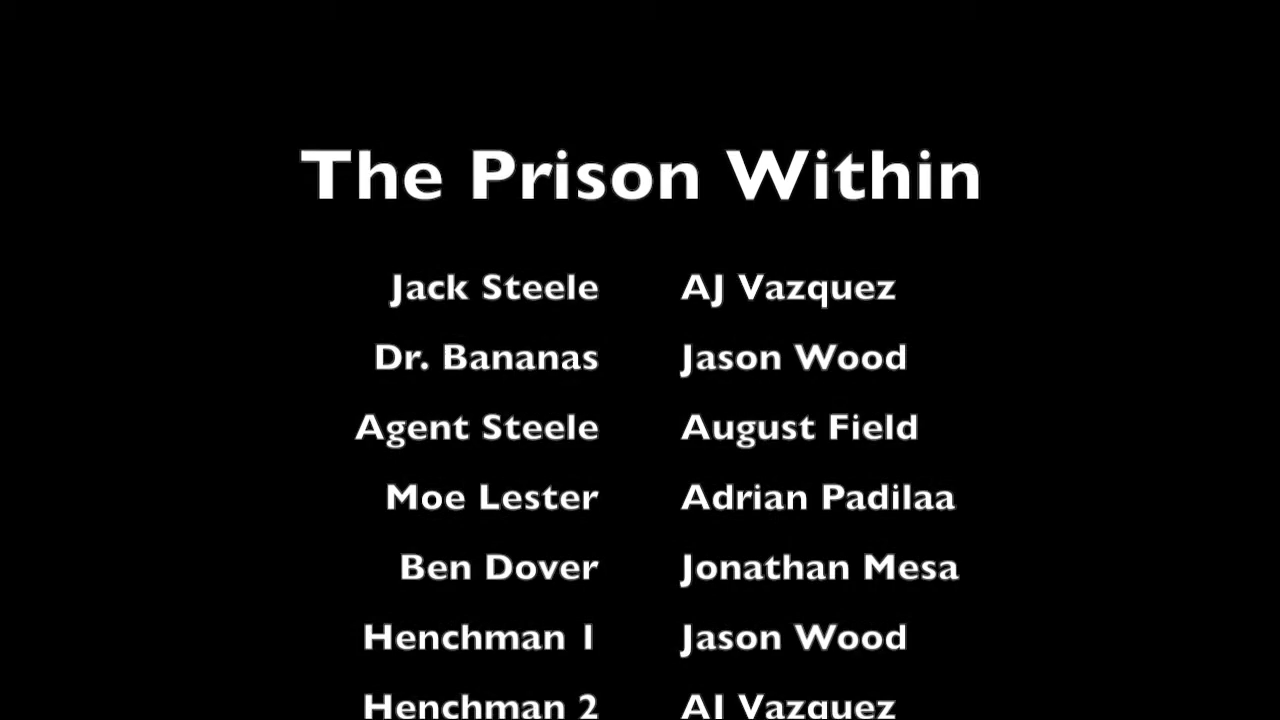 The Prison Within
Jack Steele AJ Vazquez
Dr. Bananas Jason Wood
Agent Steele August Field
Moe Lester Adrian Padilaa
Ben Dover Jonathan Mesa
Henchman 1 Jason Wood
Henchman 2 AJ Vazquez